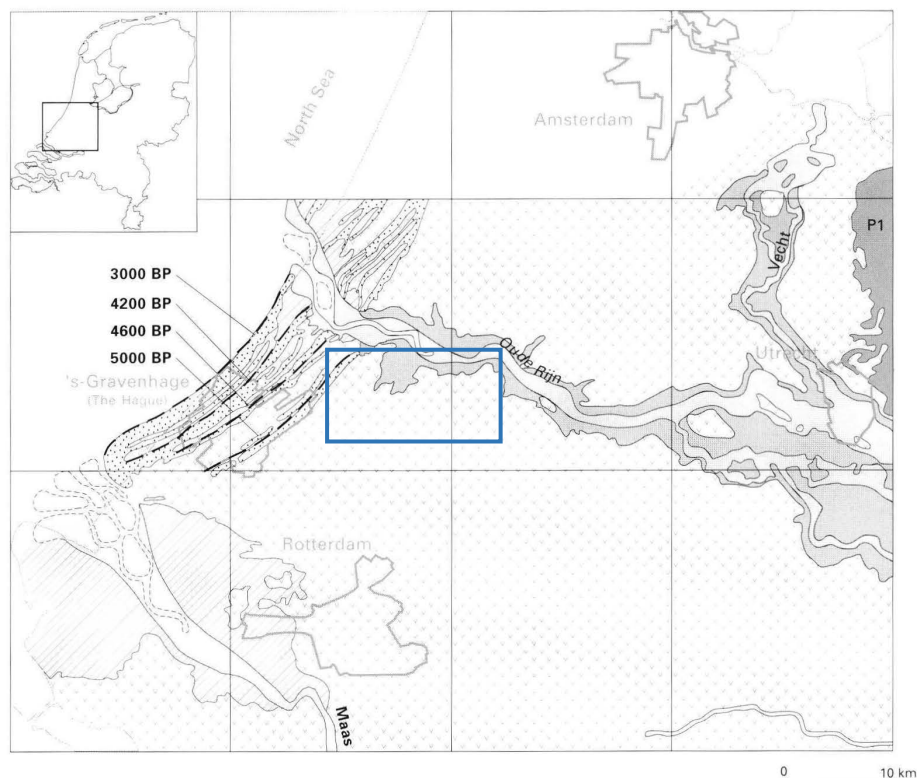 North Sea
Amsterdam
P1
Vecht
3000 BP
4200 BP
4600 BP
5000 BP
's-Gravenhage
(The Hague)
Oude Rijn
Utrecht
Rotterdam
Maas
0 10 km